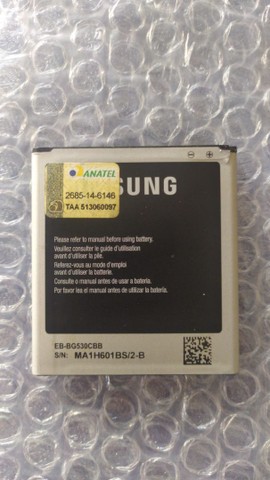 ANATEL
2685-14-6146
TAA 513060097
SUNG
Please refer to manual before using battery.
Veuillez consulter le guide d'utilisation
avant d'utiliser la pile.
Referez-vous au mode d'emploi
avant d'utiliser la batterie.
Consulte o manual antes de usar a bateria.
Por favor lea el manual antes de utilizar la batería.
EB-BG530CBB
S/N: MA1H601BS/2-B